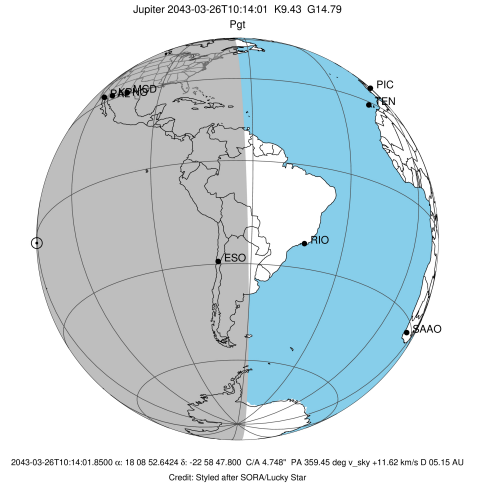 Jupiter 2043-03-26T10:14:01 K9.43 G14.79
Pgt
PIC
TEN
MCD
RIO
ESO
SAAO
2043-03-26T10:14:01.8500 α: 18 08 52.6424 δ: -22 58 47.800 C/A 4.748" PA 359.45 deg v_sky +11.62 km/s D 05.15 AU
Credit: Styled after SORA/Lucky Star